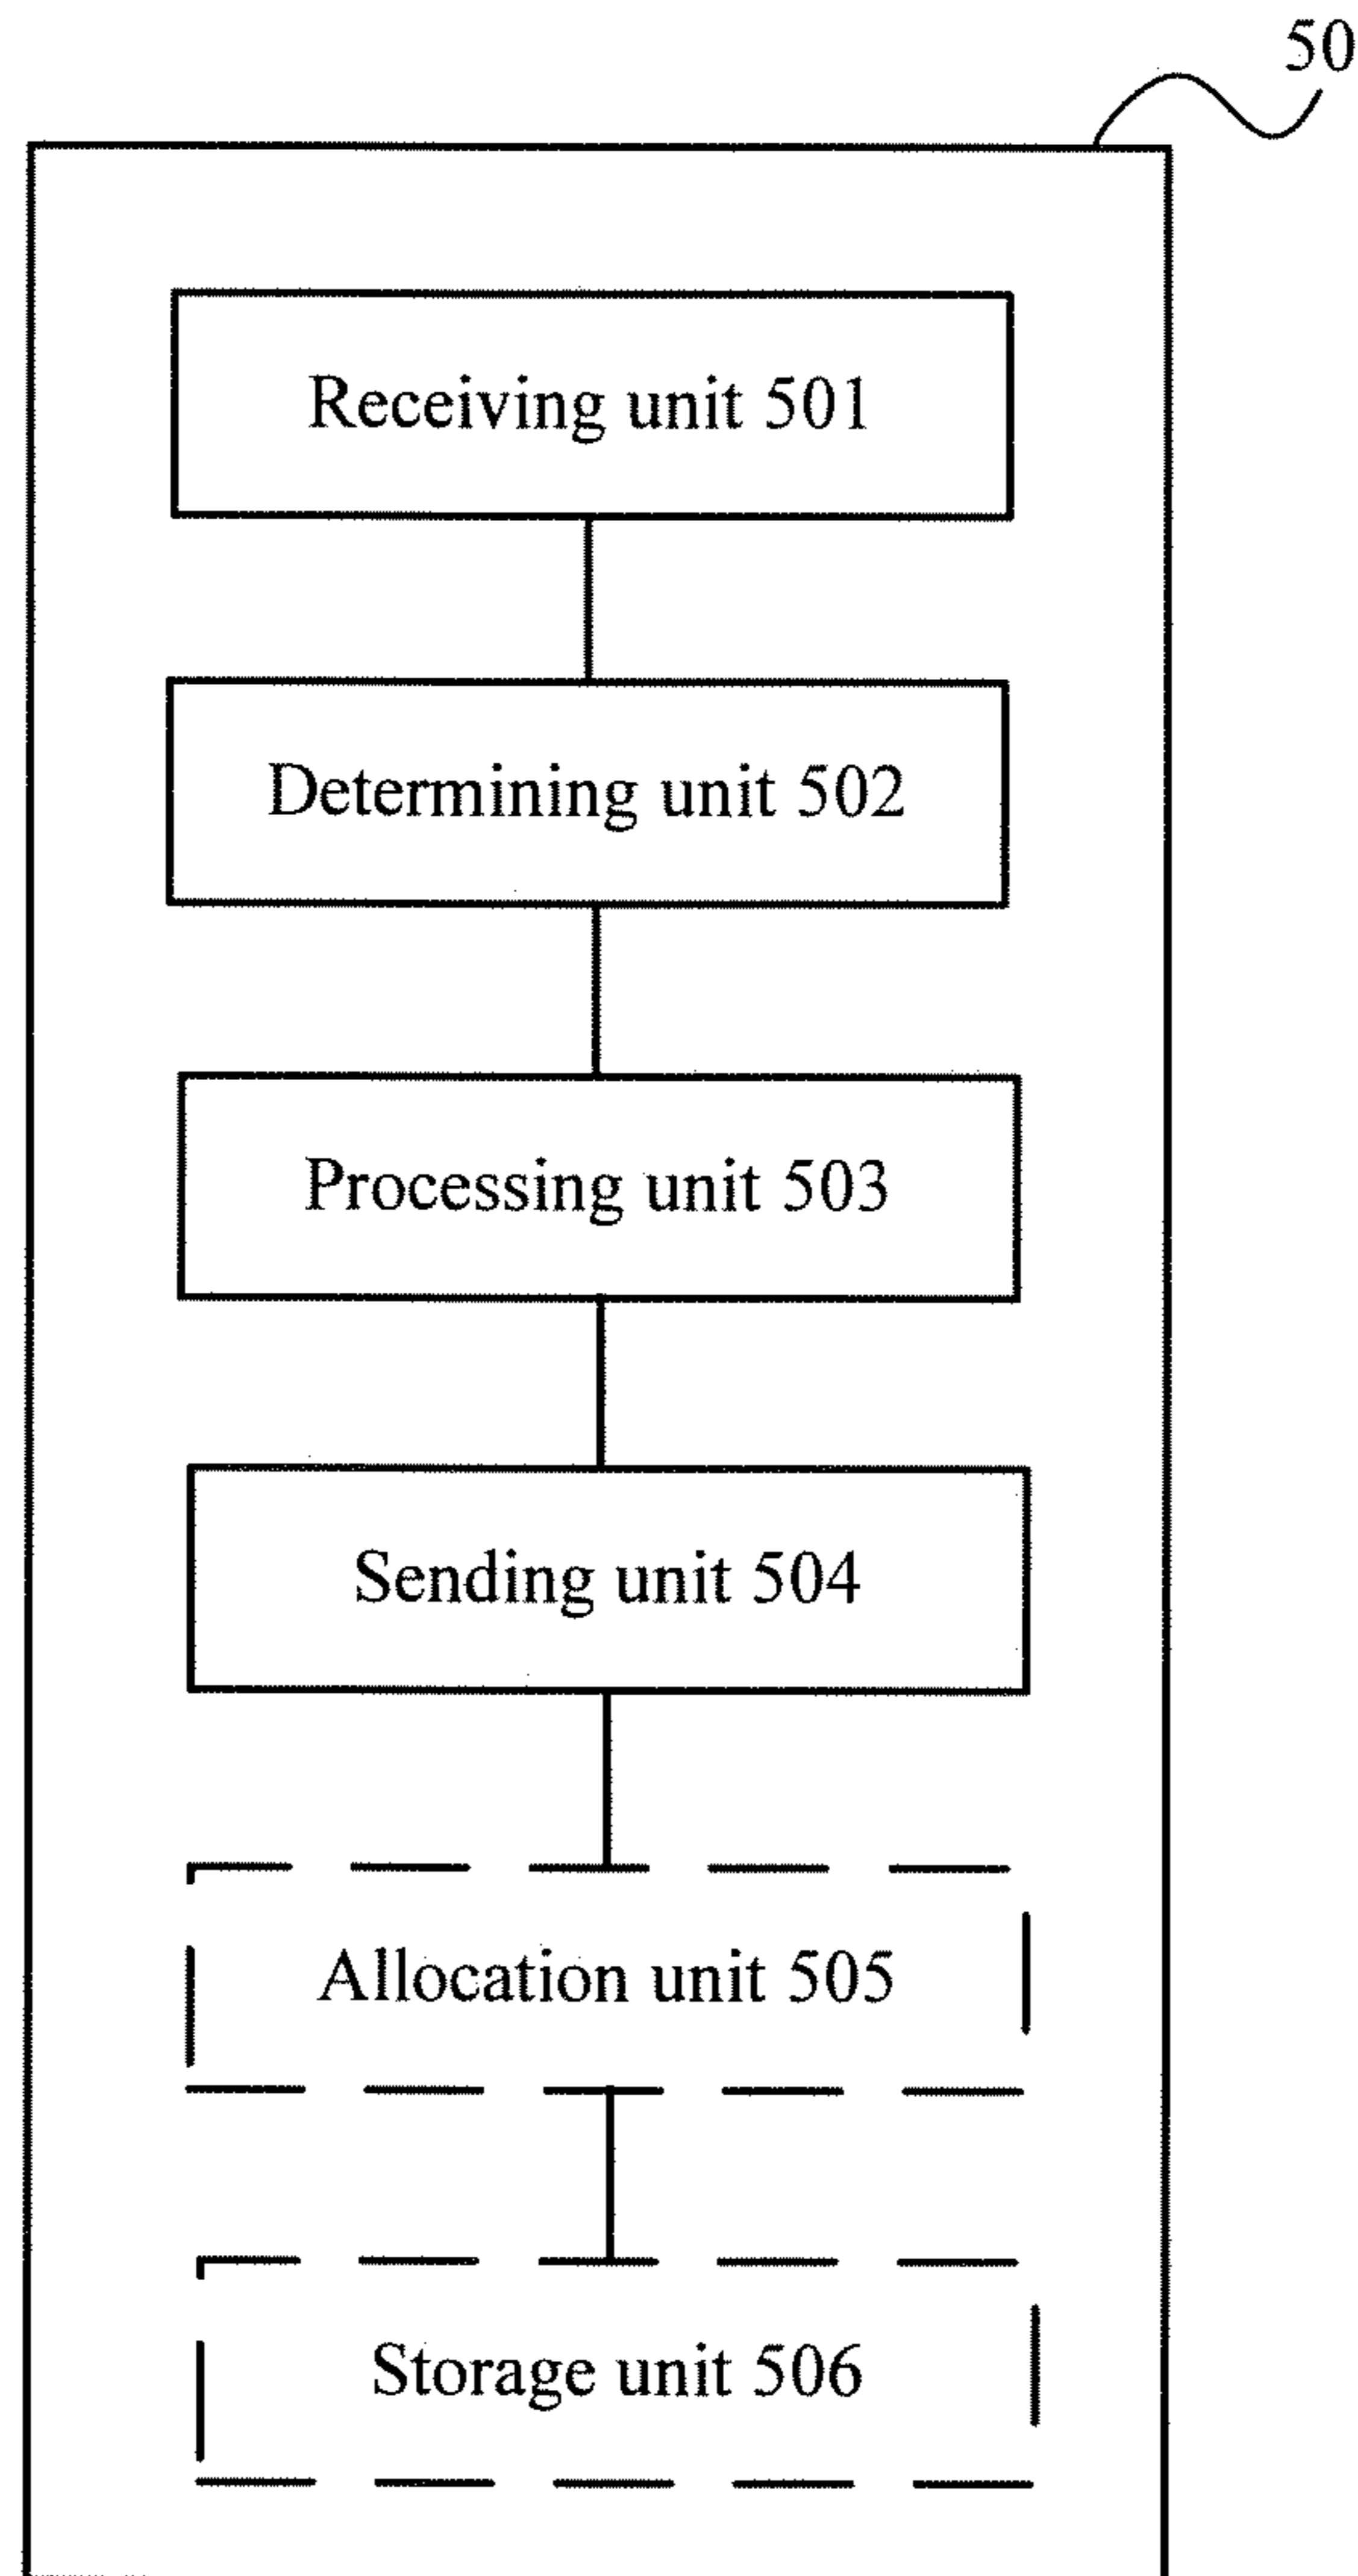 50
Receiving unit 501
Determining unit 502
Processing unit 503
Sending unit 504
Allocation unit 505
Storage unit 506